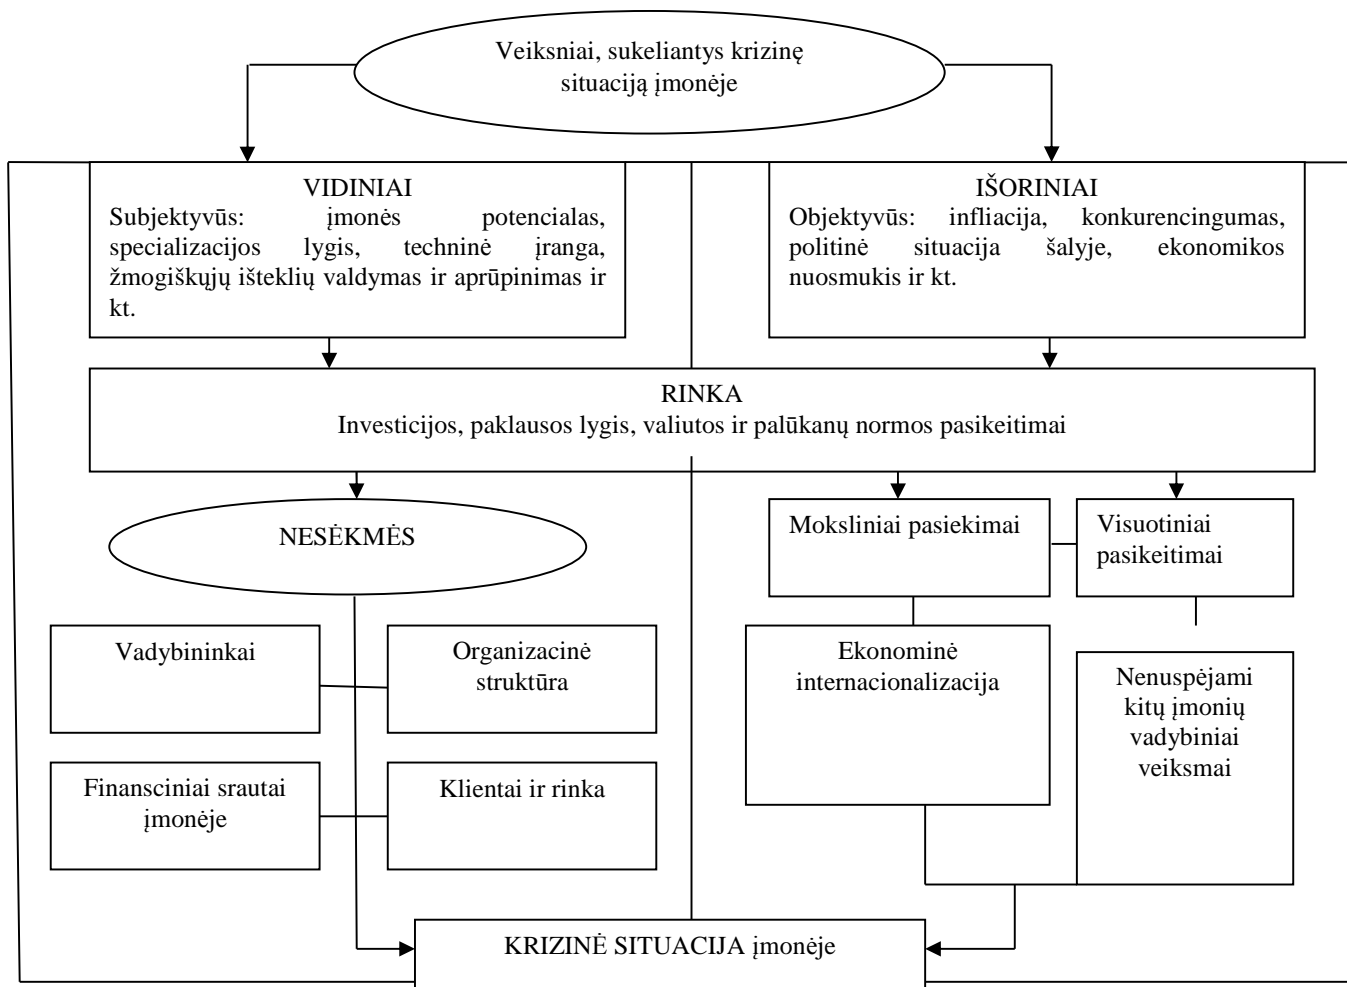 Veiksniai, sukeliantys krizinę
situaciją įmonėje
VIDINIAI
Subjektyvūs: įmonės potencialas,
specializacijos lygis, techninė įranga,
žmogiškųjų išteklių valdymas ir aprūpinimas ir
kt.
IŠORINIAI
Objektyvūs: infliacija, konkurencingumas,
politinė situacija šalyje, ekonomikos
nuosmukis ir kt.
RINKA
Investicijos, paklausos lygis, valiutos ir palūkanų normos pasikeitimai
NESĖKMĖS
Moksliniai pasiekimai
Visuotiniai
pasikeitimai
Vadybininkai
Organizacinė
struktūra
Ekonominė
internacionalizacija
Nenuspėjami
kitų įmonių
vadybiniai
veiksmai
Finansciniai srautai
įmonėje
Klientai ir rinka
KRIZINĖ SITUACIJA įmonėje